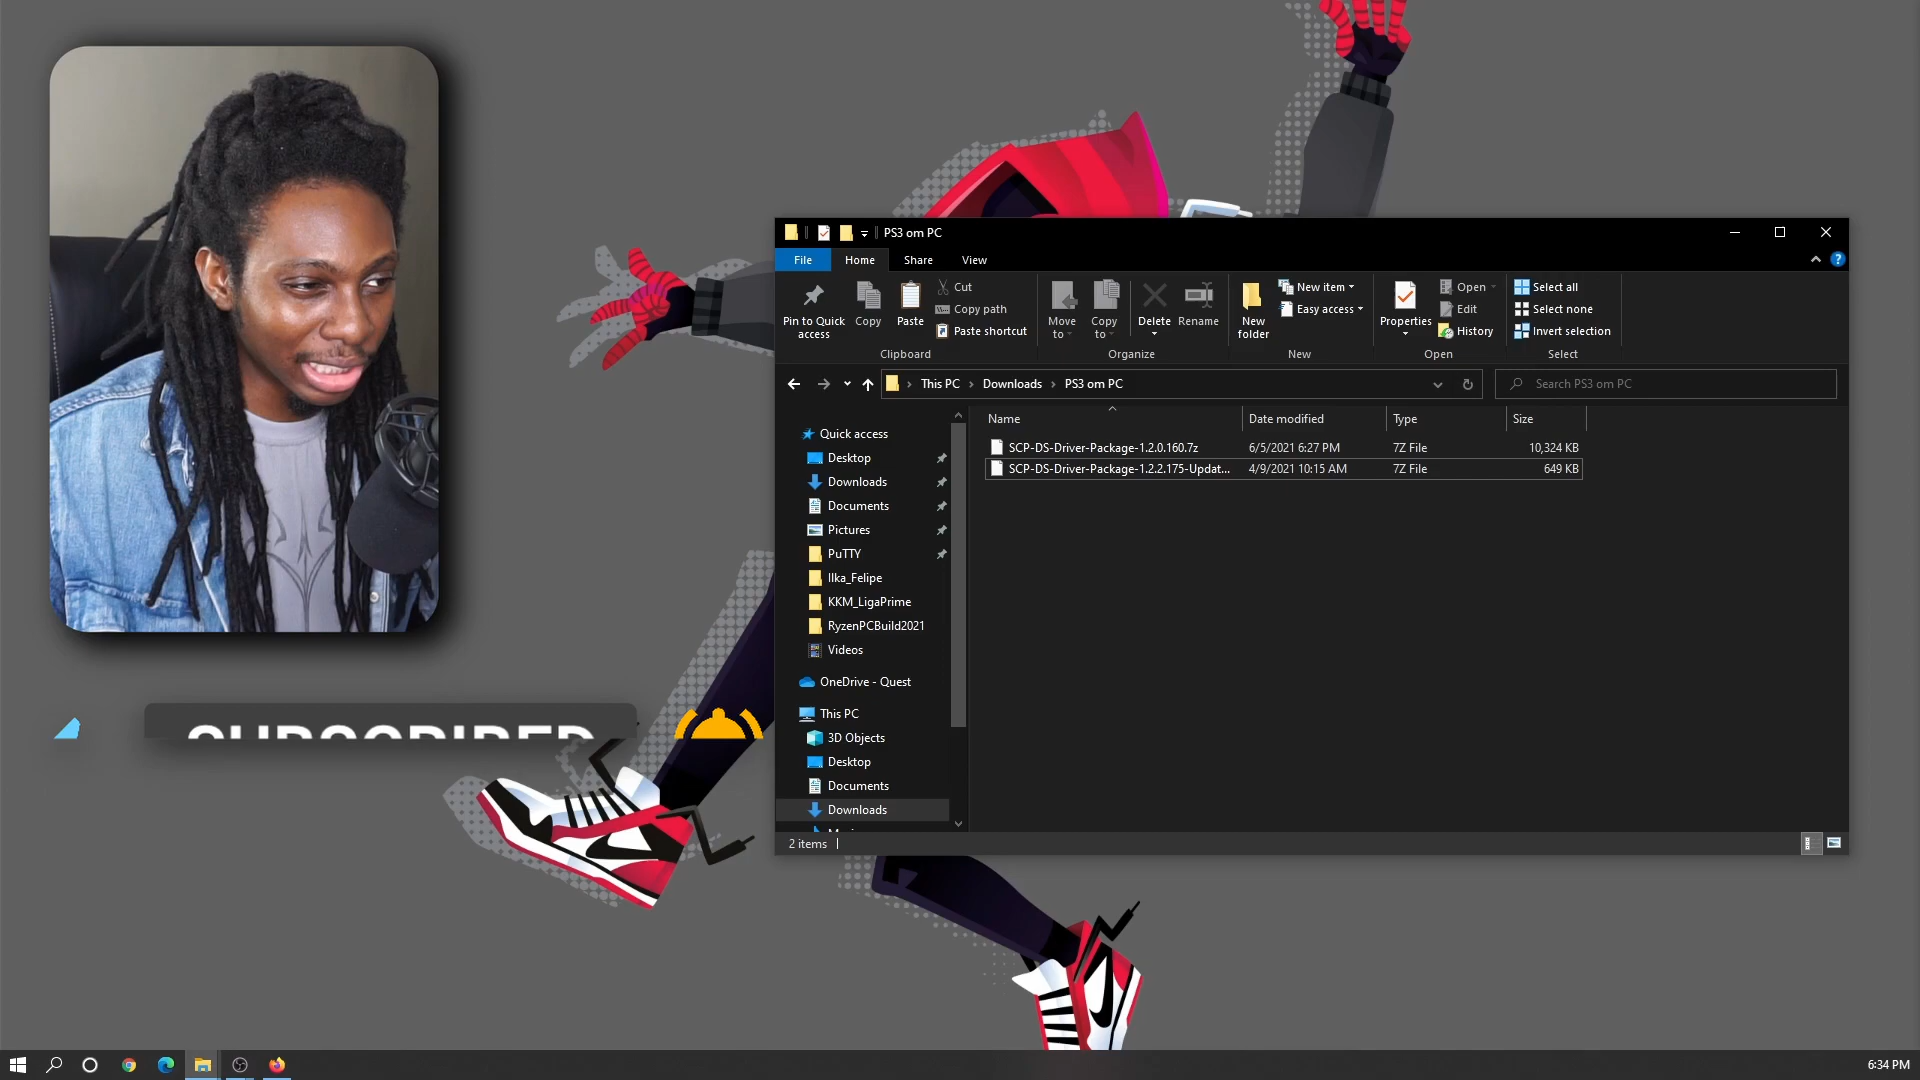 PS3 om PC
File
Home
Share
View
Pin to Quick access
Copy
Paste
Cut
Copy path
Paste shortcut
Clipboard
Move to
Copy to
Delete
Rename
Organize
New folder
New item
Easy access
New
Properties
Open
Edit
History
Open
Select all
Select none
Invert selection
Select
This PC > Downloads > PS3 om PC
Search PS3 om PC
Name
Date modified
Type
Size
SCP-DS-Driver-Package-1.2.0.160.7z 6/5/2021 6:27 PM 7Z File 10,324 KB
SCP-DS-Driver-Package-1.2.2.175-Updat... 4/9/2021 10:15 AM 7Z File 649 KB
Quick access
Desktop
Downloads
Documents
Pictures
PuTTY
Ilka_Felipe
KKM_LigaPrime
RyzenPCBuild2021
Videos
OneDrive - Quest
This PC
3D Objects
Desktop
Documents
Downloads
2 items
SUBSCRIBED
6:34 PM